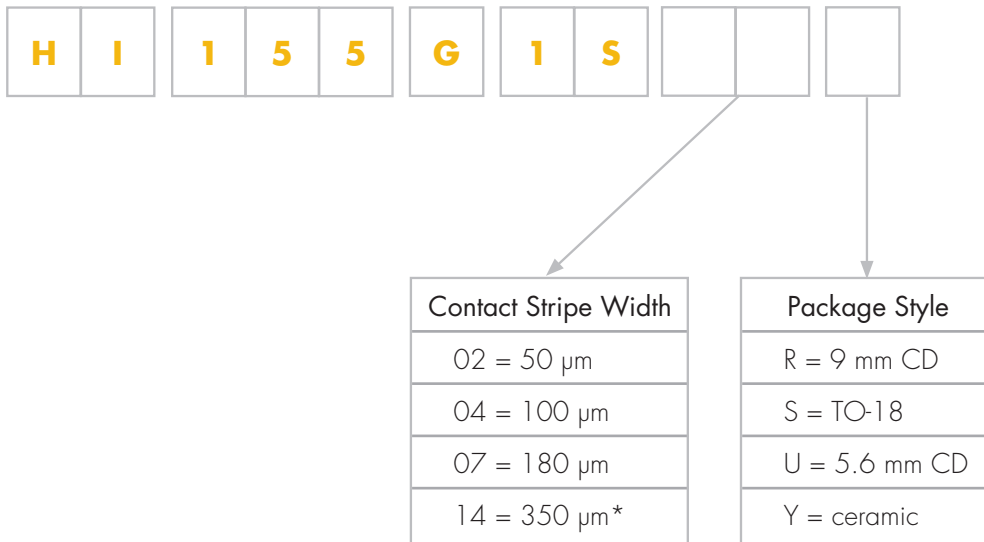 H I 1 5 5 G 1 S
Contact Stripe Width
02 = 50 µm
04 = 100 µm
07 = 180 µm
14 = 350 µm*
Package Style
R = 9 mm CD
S = TO-18
U = 5.6 mm CD
Y = ceramic